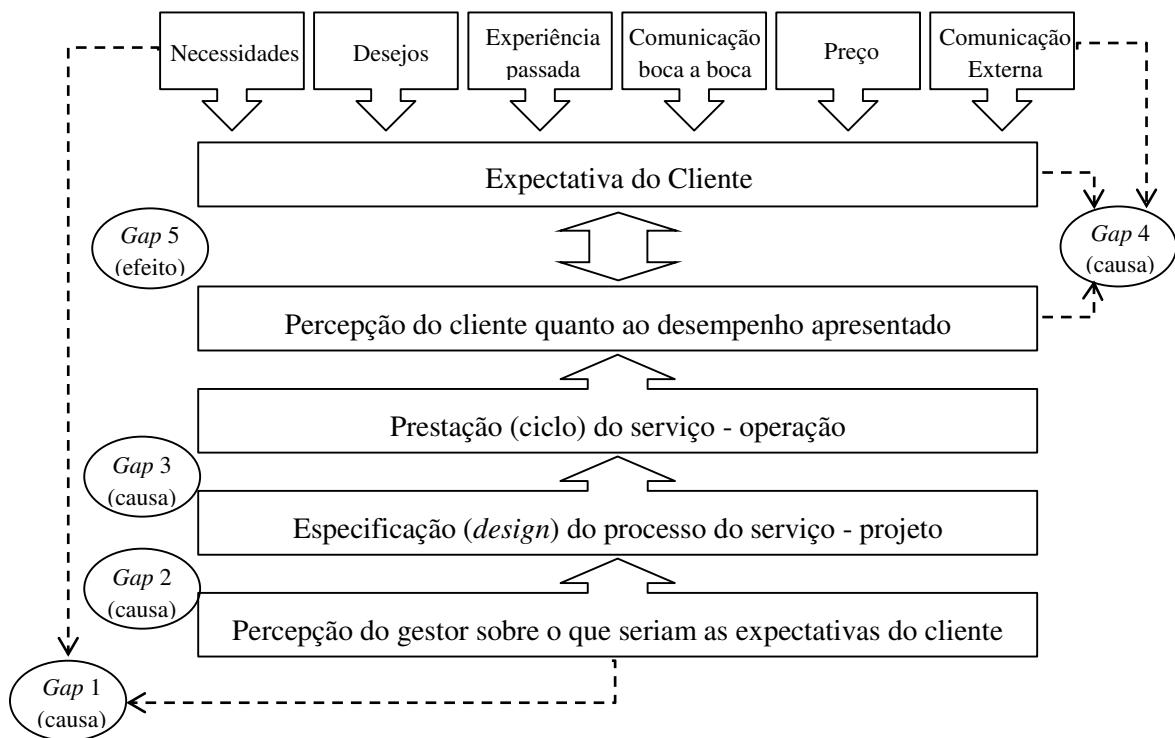 Necessidades
Desejos
Experiência
passada
Comunicação
boca a boca
Preço
Comunicação
Externa
Expectativa do Cliente
Gap 5
(efeito)
Gap 4
(causa)
Percepção do cliente quanto ao desempenho apresentado
Prestação (ciclo) do serviço - operação
Gap 3
(causa)
Especificação (design) do processo do serviço - projeto
Gap 2
(causa)
Percepção do gestor sobre o que seriam as expectativas do cliente
Gap 1
(causa)